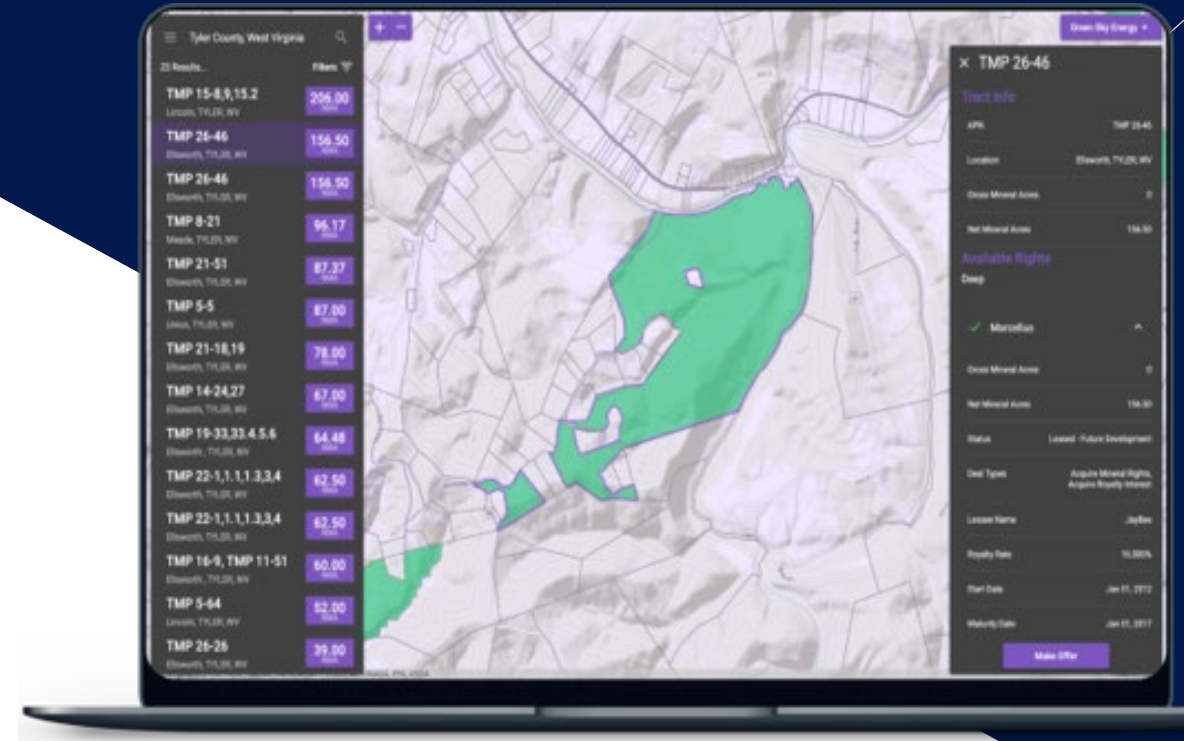 Tyler County, West Virginia
23 Results...
Filters
TMP 15-8,9,15.2
Lincoln, TYLER, WV
206.00
TMP 26-46
Ellsworth, TYLER, WV
156.50
TMP 26-46
Ellsworth, TYLER, WV
156.50
TMP 8-21
Meade, TYLER, WV
96.17
TMP 21-51
Ellsworth, TYLER, WV
87.37
TMP 5-5
Union, TYLER, WV
87.00
TMP 21-18,19
Ellsworth, TYLER, WV
78.00
TMP 14-24,27
Ellsworth, TYLER, WV
67.00
TMP 19-33,33.4.5.6
Ellsworth , TYLER, WV
64.48
TMP 22-1,1.1,1.3,3,4
Ellsworth, TYLER, WV
62.50
TMP 22-1,1.1,1.3,3,4
Ellsworth, TYLER, WV
62.50
TMP 16-9, TMP 11-51
Ellsworth , TYLER, WV
60.00
TMP 5-64
Lincoln, TYLER, WV
52.00
TMP 26-26
Ellsworth, TYLER, WV
39.00
Green Sky Energy
× TMP 26-46
Tract Info
APN TMP 26-46
Location Ellsworth, TYLER, WV
Gross Mineral Acres 0
Net Mineral Acres 156.50
Available Rights
Deep
Marcellus
Gross Mineral Acres 0
Net Mineral Acres 156.50
Status Leased - Future Development
Deal Types Acquire Mineral Rights,
Acquire Royalty Interest
Lessee Name JayBee
Royalty Rate 16.000%
Start Date Jan 01, 2012
Maturity Date Jan 01, 2017
Make Offer